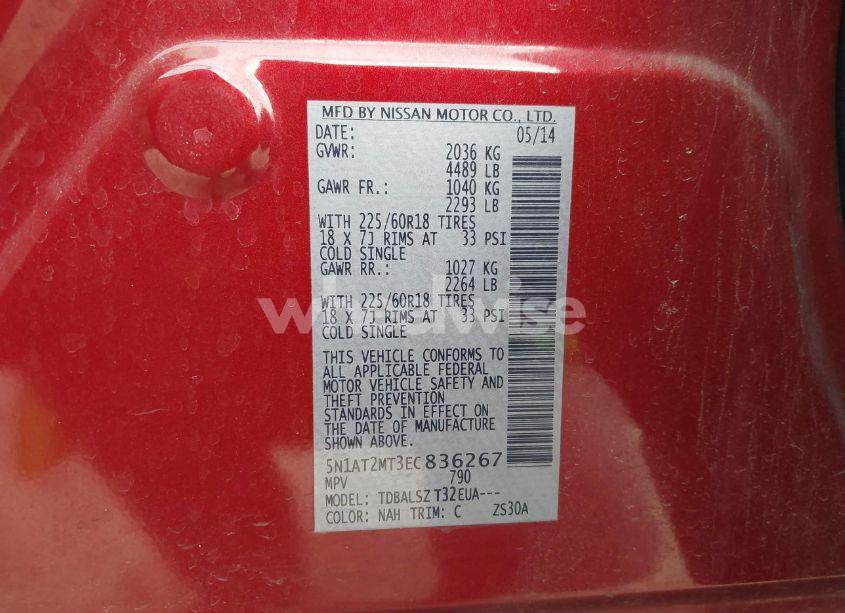 MFD BY NISSAN MOTOR CO., LTD.
DATE: 05/14
GVWR: 2036 KG
4489 LB
GAWR FR.: 1040 KG
2293 LB
WITH 225/60R18 TIRES
18 X 7J RIMS AT 33 PSI
COLD SINGLE
GAWR RR.: 1027 KG
2264 LB
WITH 225/60R18 TIRES
18 X 7J RIMS AT 33 PSI
COLD SINGLE
wheelwise
THIS VEHICLE CONFORMS TO
ALL APPLICABLE FEDERAL
MOTOR VEHICLE SAFETY AND
THEFT PREVENTION
STANDARDS IN EFFECT ON
THE DATE OF MANUFACTURE
SHOWN ABOVE.
5N1AT2MT3EC836267
MPV 790
MODEL: TDBALSZ T32EUA---
COLOR: NAH TRIM: C ZS30A